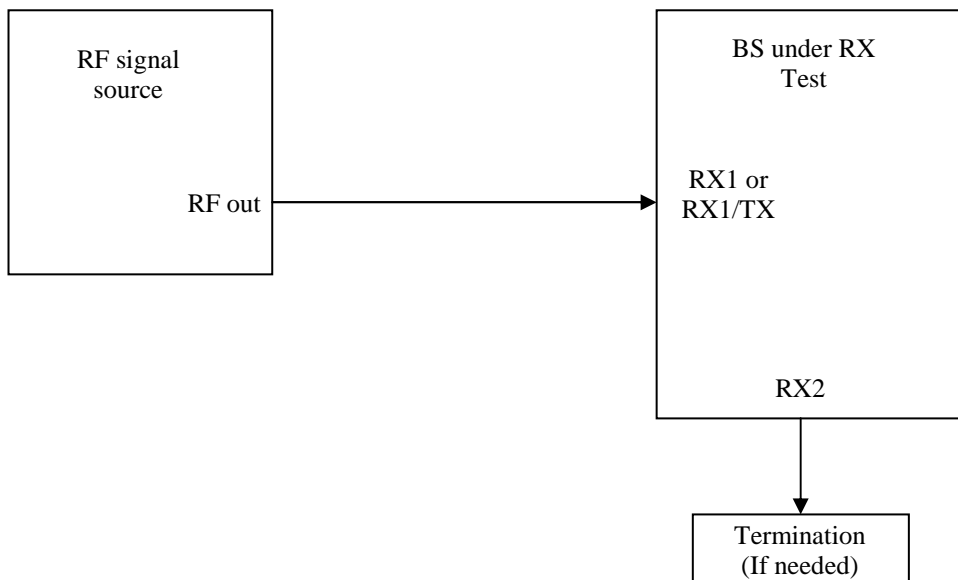 RF signal
source
RF out
BS under RX
Test
RX1 or
RX1/TX
RX2
Termination
(If needed)